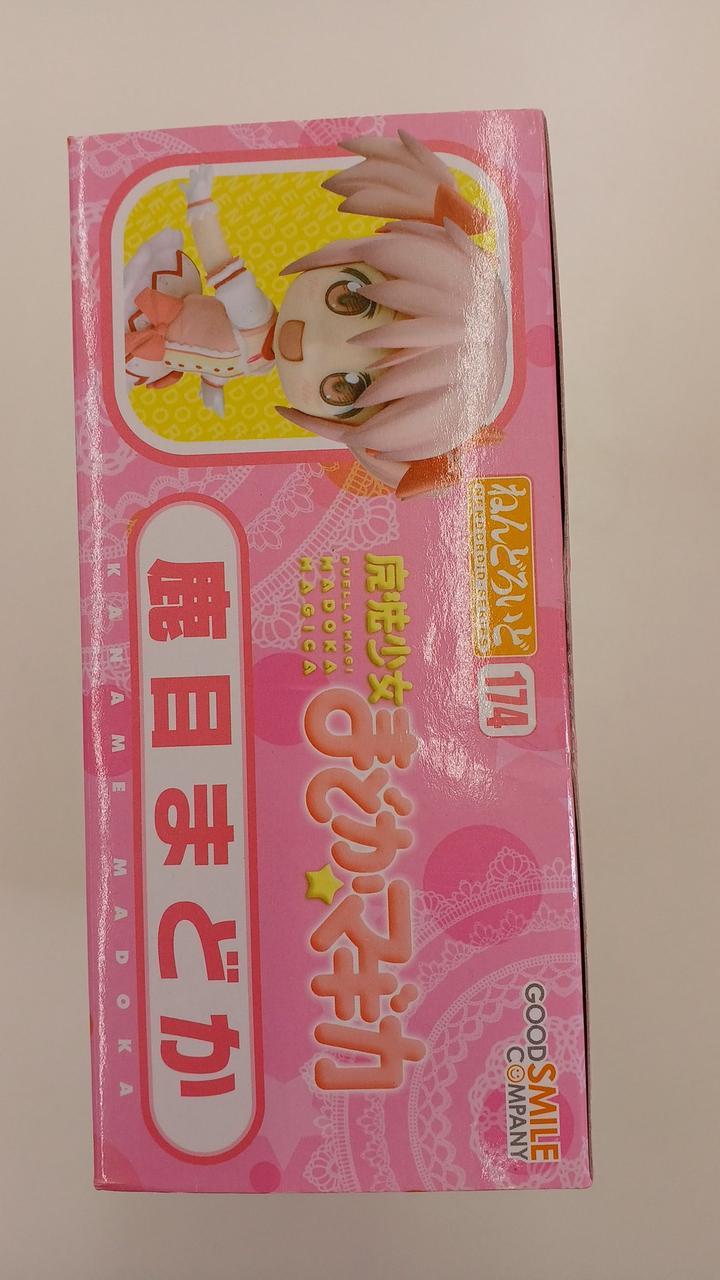 ねんどろいど
NENDOROID SERIES
174
魔法少女
PUELLA MAGI
MADOKA
MAGICA
まどか★マギカ
GOOD
SMILE
COMPANY
鹿目まどか
KANAME MADOKA